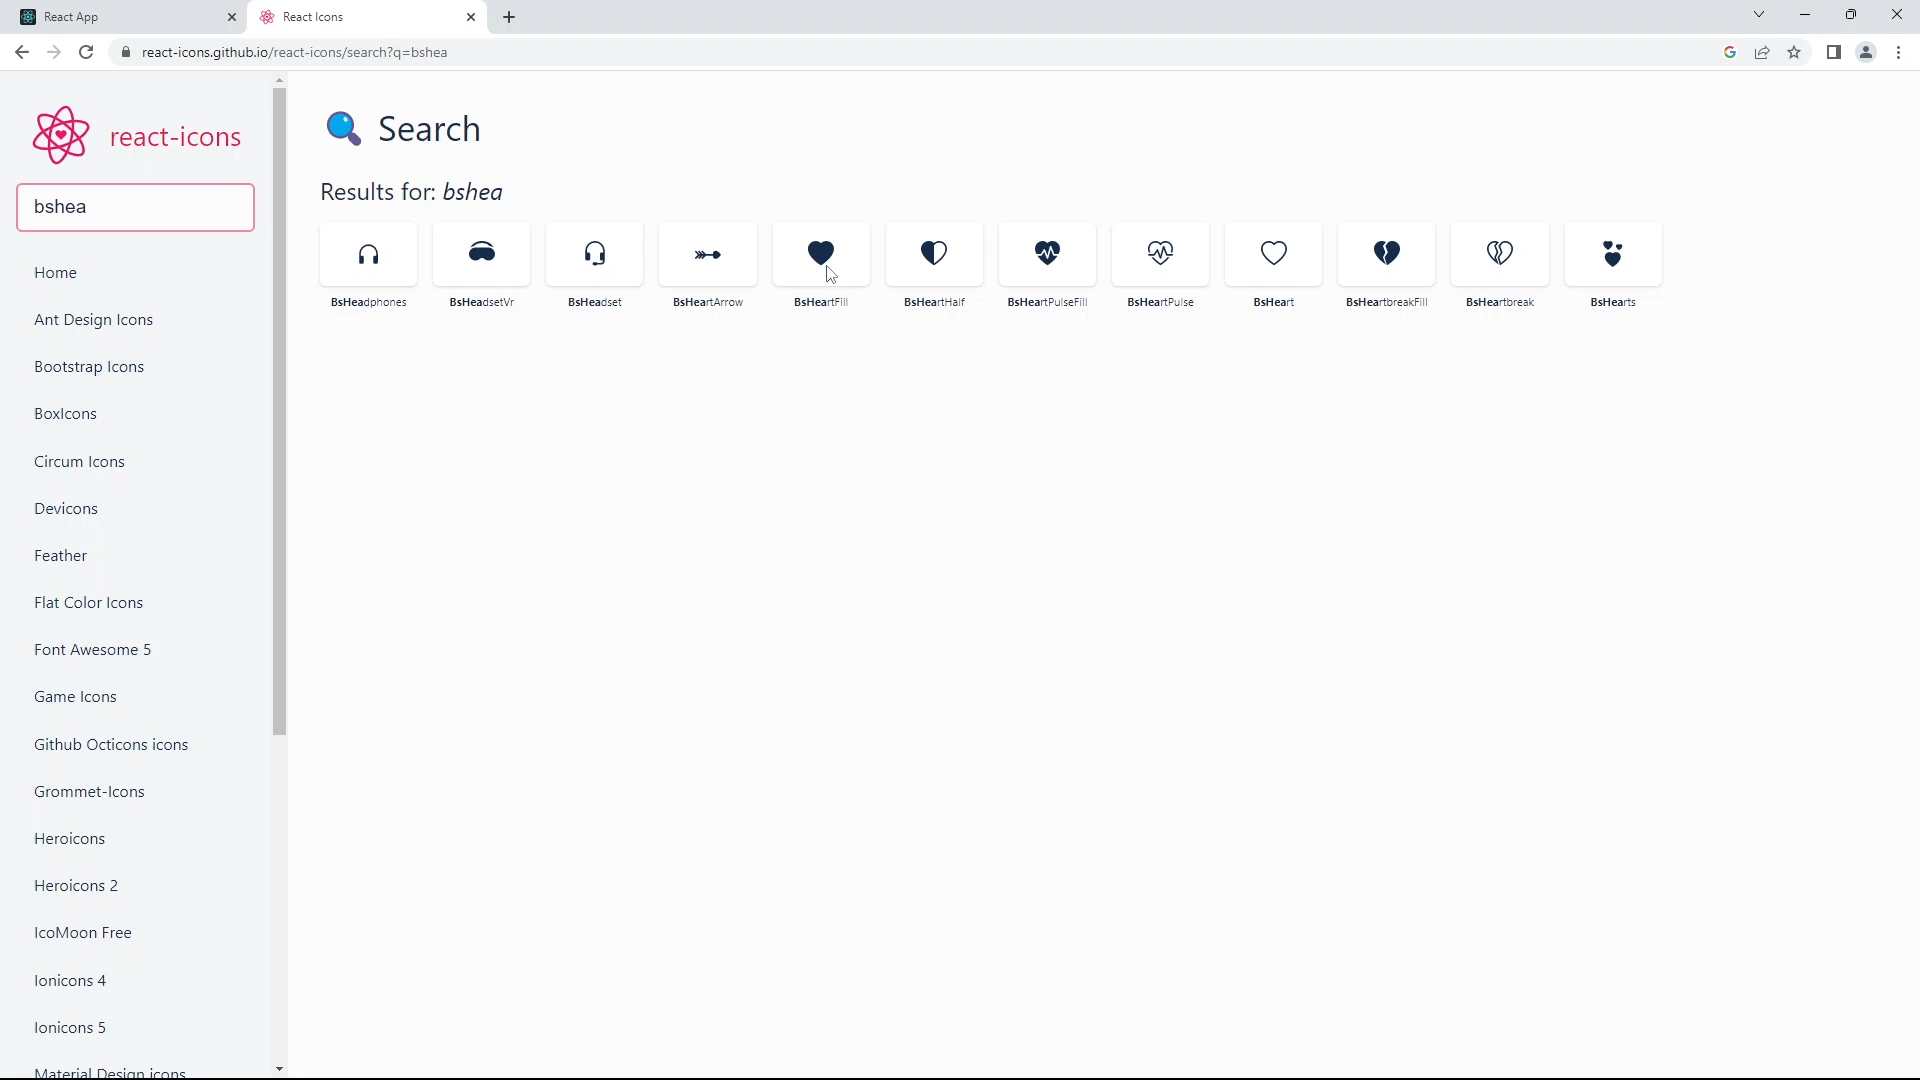 React App
React Icons
react-icons.github.io/react-icons/search?q=bshea
react-icons
bshea
Home
Ant Design Icons
Bootstrap Icons
BoxIcons
Circum Icons
Devicons
Feather
Flat Color Icons
Font Awesome 5
Game Icons
Github Octicons icons
Grommet-Icons
Heroicons
Heroicons 2
IcoMoon Free
Ionicons 4
Ionicons 5
Material Design icons
Search
Results for: bshea
BsHeadphones
BsHeadsetVr
BsHeadset
BsHeartArrow
BsHeartFill
BsHeartHalf
BsHeartPulseFill
BsHeartPulse
BsHeart
BsHeartbreakFill
BsHeartbreak
BsHearts